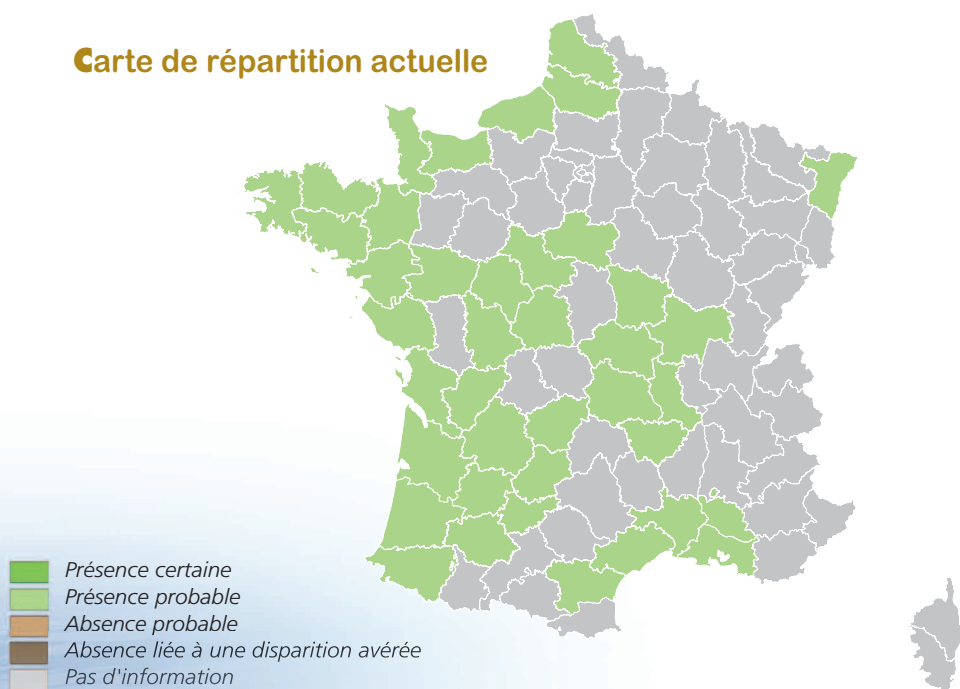 Carte de répartition actuelle
Présence certaine
Présence probable
Absence probable
Absence liée à une disparition avérée
Pas d'information